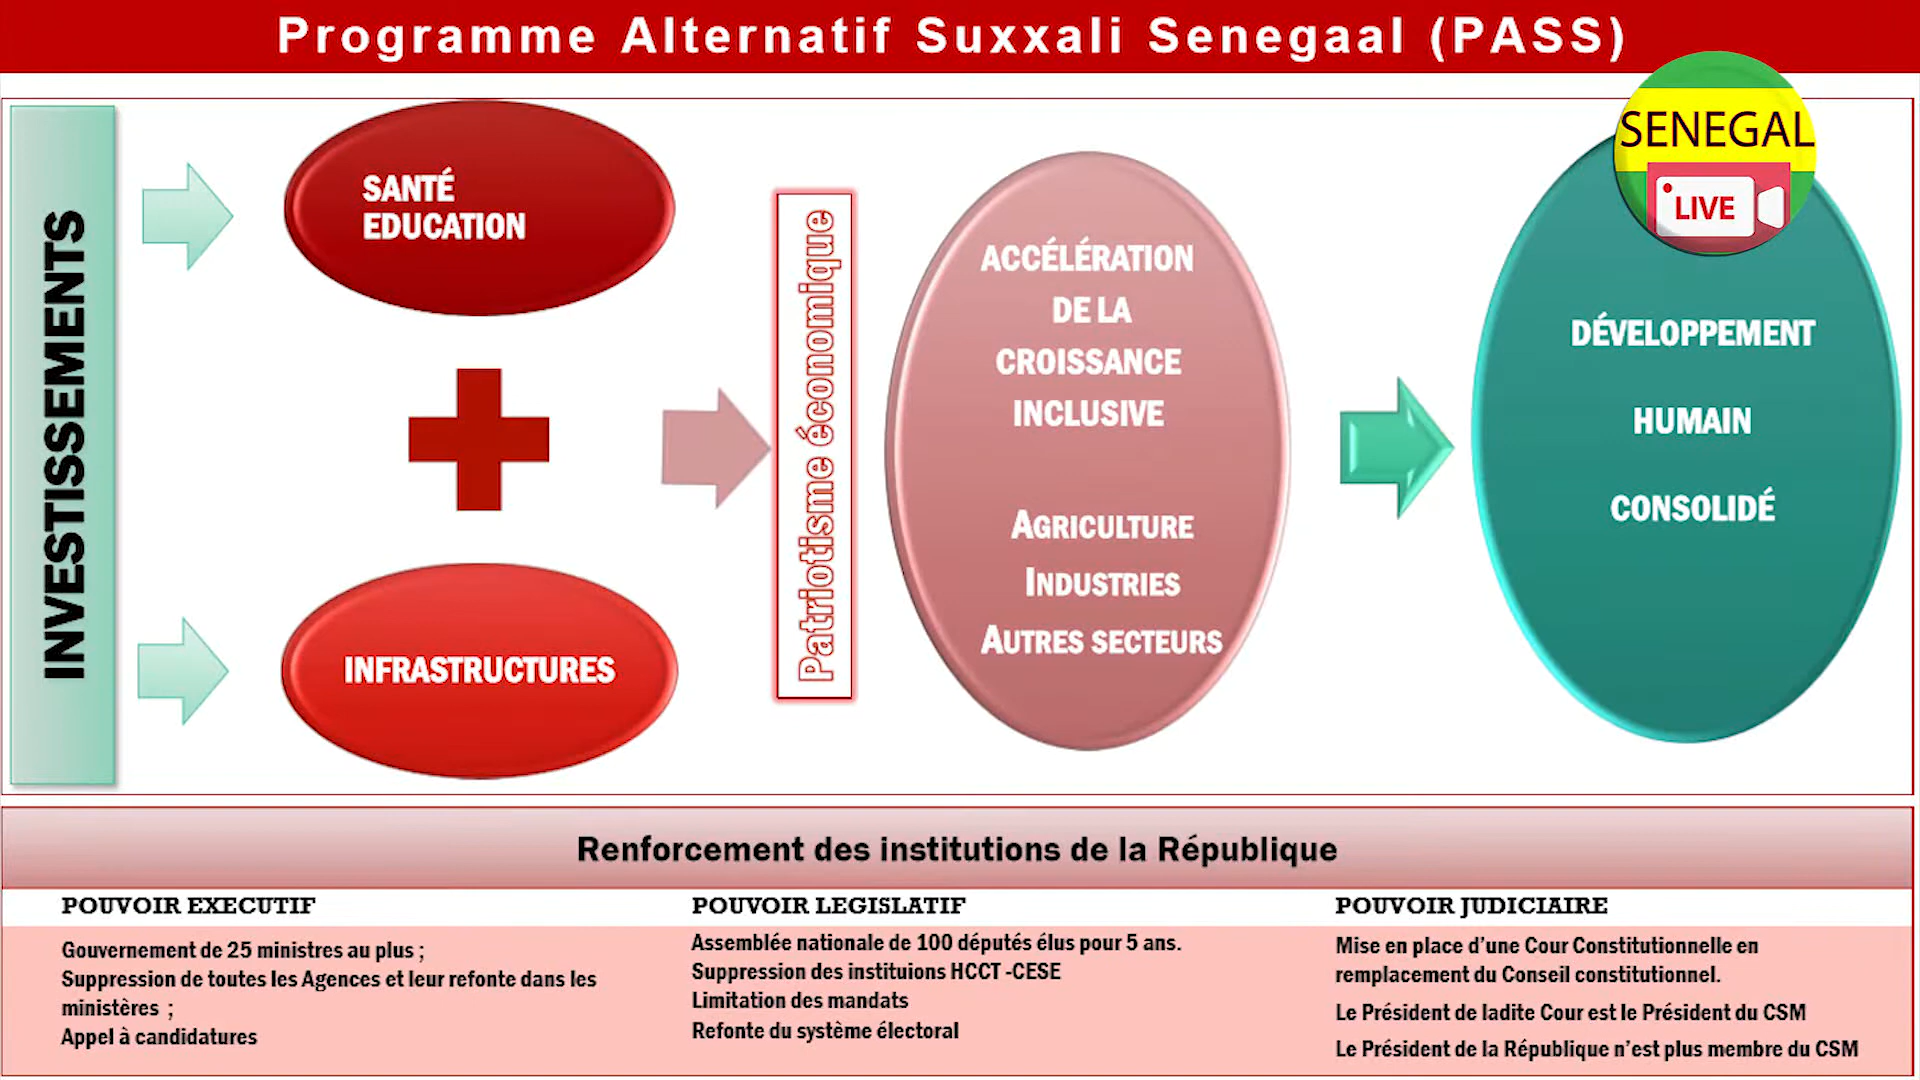 Programme Alternatif Suxxali Senegaal (PASS)
SENEGAL
LIVE
INVESTISSEMENTS
SANTÉ
EDUCATION
INFRASTRUCTURES
Patriotisme économique
ACCÉLÉRATION
DE LA
CROISSANCE
INCLUSIVE
AGRICULTURE
INDUSTRIES
AUTRES SECTEURS
DÉVELOPPEMENT
HUMAIN
CONSOLIDÉ
Renforcement des institutions de la République
POUVOIR EXECUTIF
Gouvernement de 25 ministres au plus ;
Suppression de toutes les Agences et leur refonte dans les
ministères ;
Appel à candidatures
POUVOIR LEGISLATIF
Assemblée nationale de 100 députés élus pour 5 ans.
Suppression des instituions HCCT -CESE
Limitation des mandats
Refonte du système électoral
POUVOIR JUDICIAIRE
Mise en place d'une Cour Constitutionnelle en
remplacement du Conseil constitutionnel.
Le Président de ladite Cour est le Président du CSM
Le Président de la République n'est plus membre du CSM